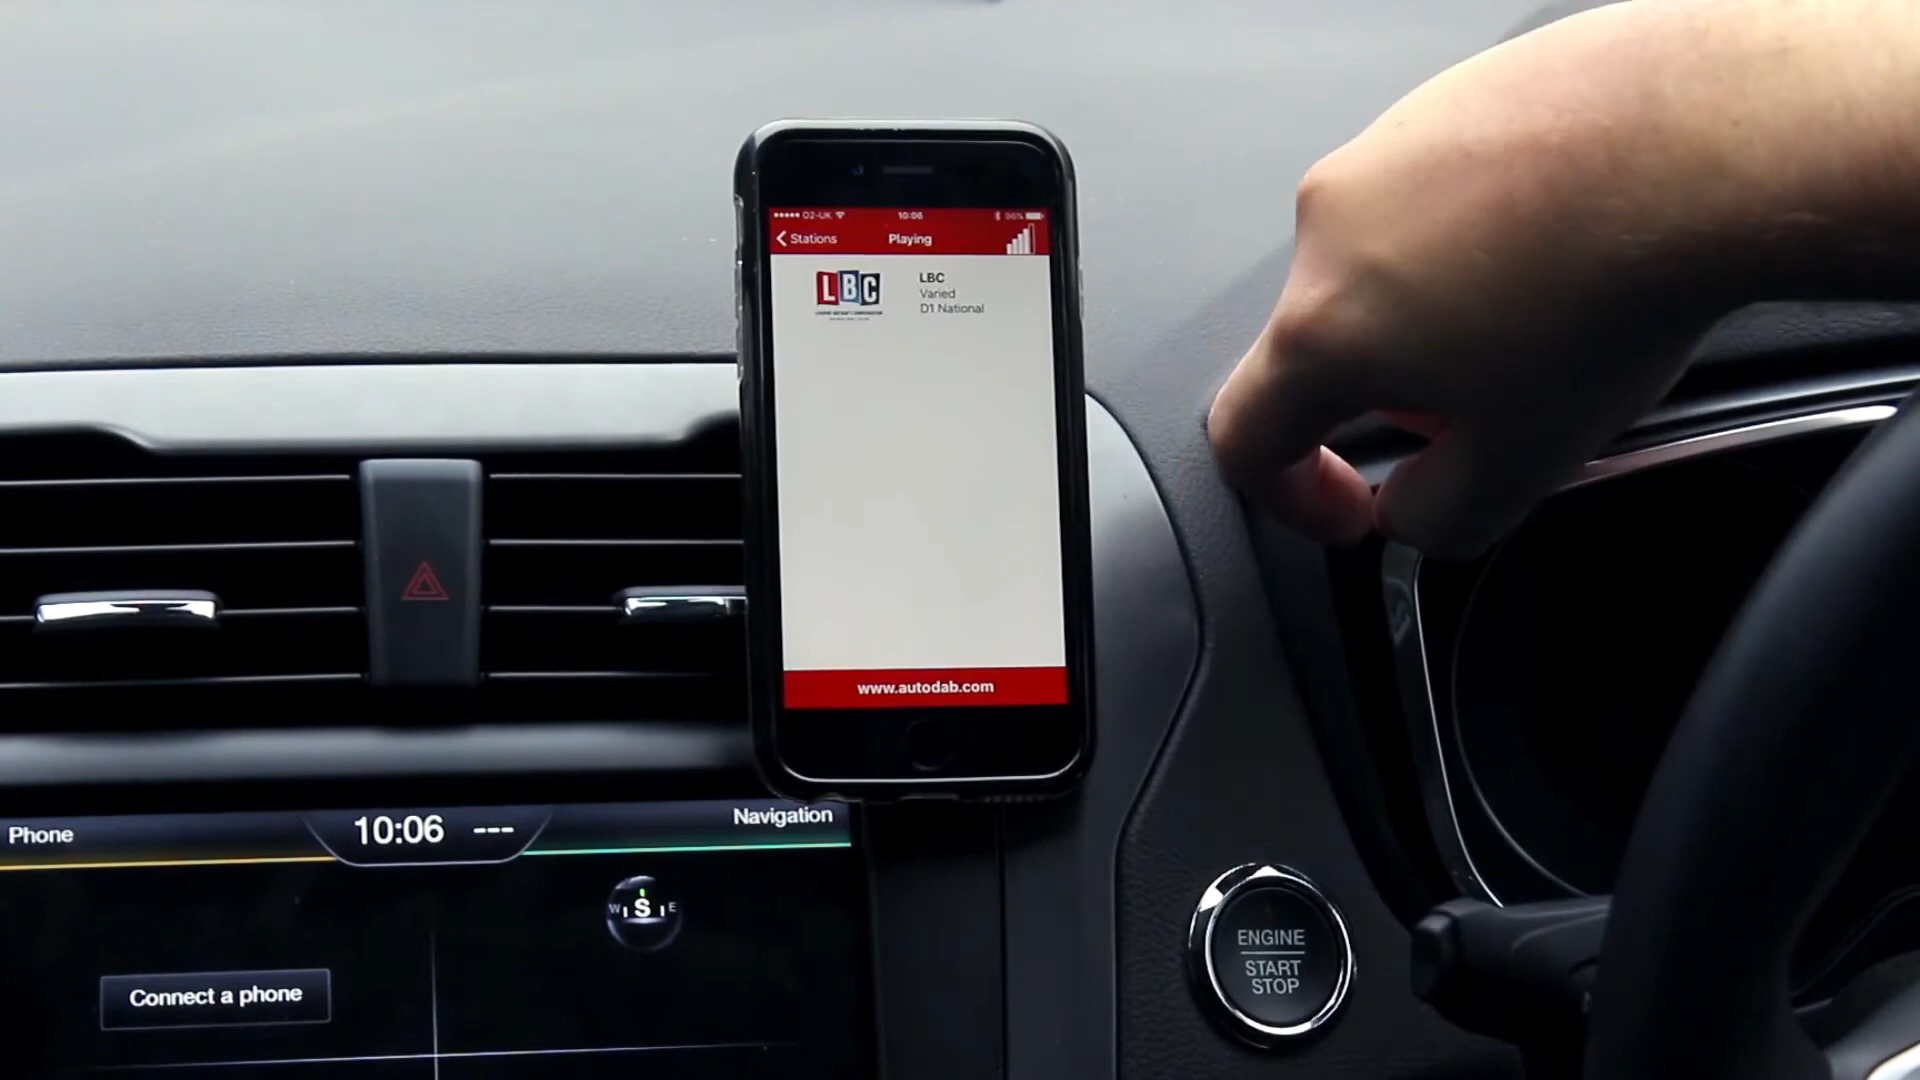 O2-UK 10:06 96%
Stations Playing
LBC
LBC
Varied
D1 National
www.autodab.com
Phone 10:06 --- Navigation
W S E
Connect a phone
ENGINE
START
STOP